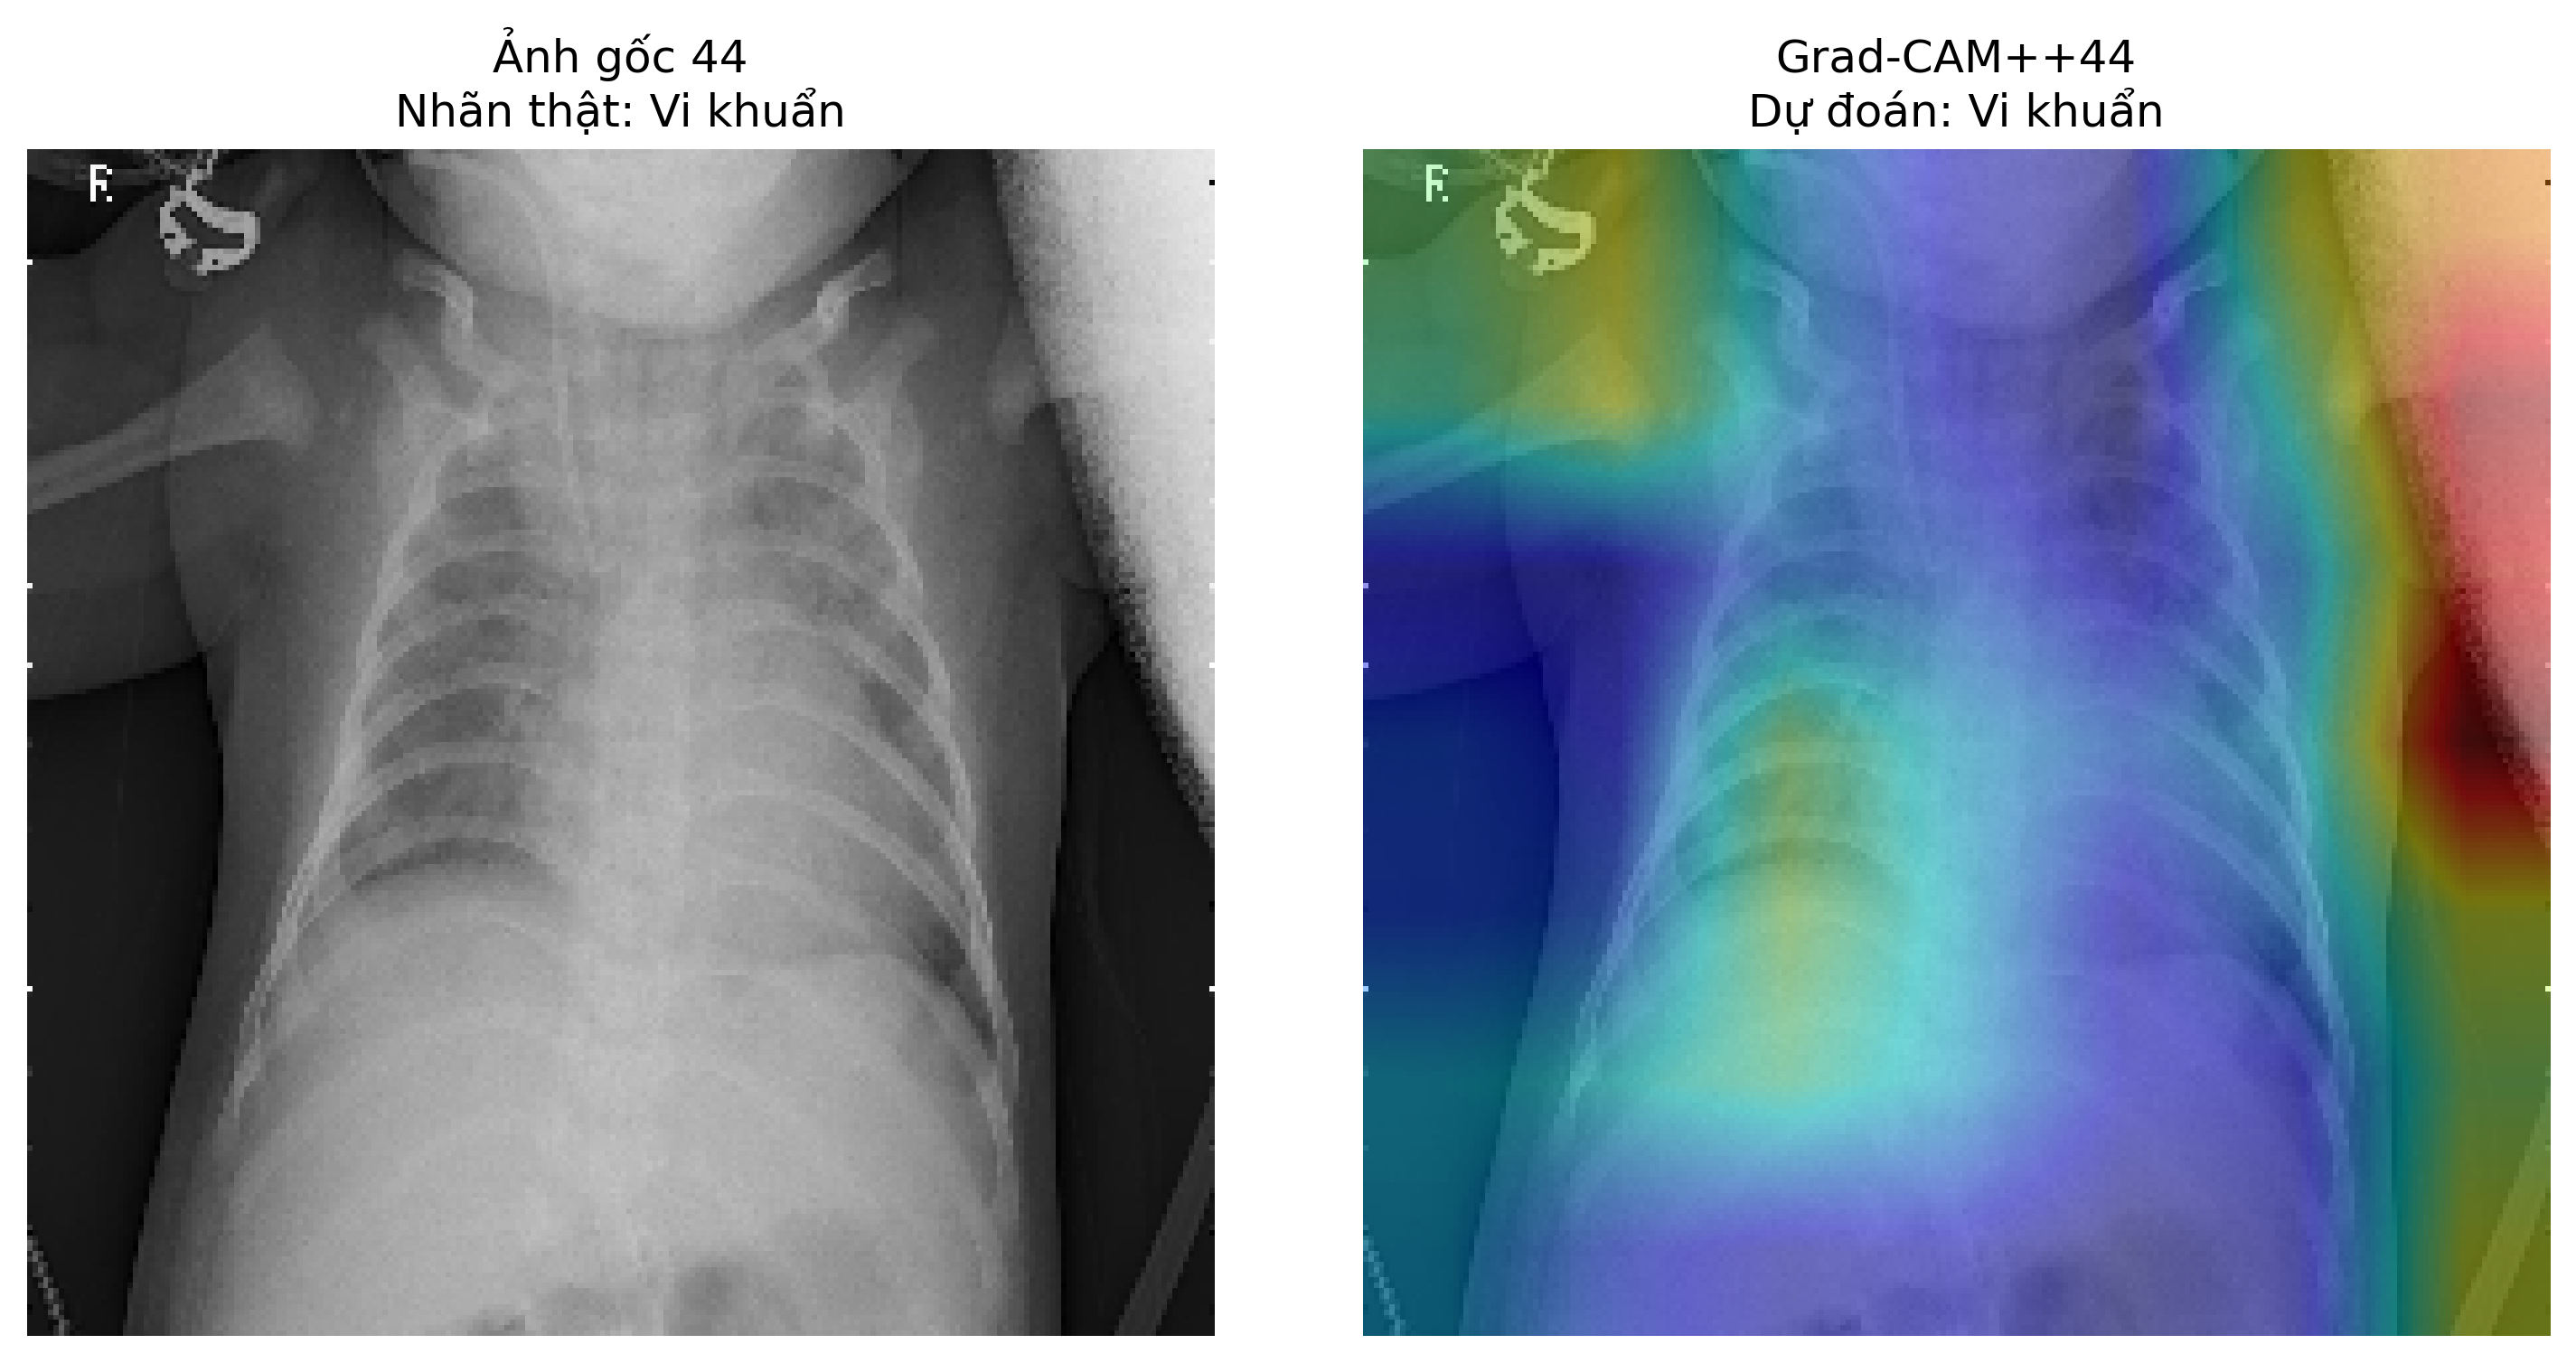 Ảnh gốc 44
Nhãn thật: Vi khuẩn
Grad-CAM++44
Dự đoán: Vi khuẩn
R
R